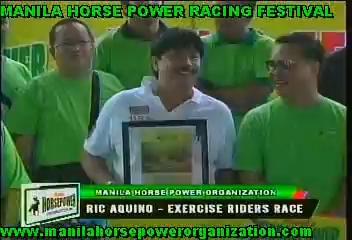 MANILA HORSE POWER RACING FESTIVAL
HORSEPOWER
MANILA HORSE POWER ORGANIZATION
RIC AQUINO - EXERCISE RIDERS RACE
www.manilahorsepowerorganization.com